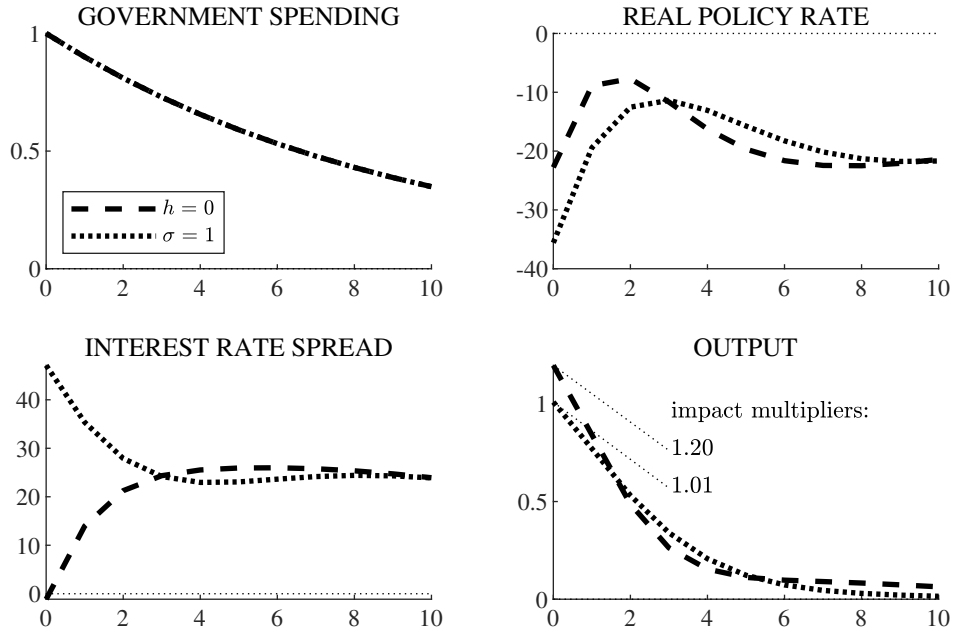 GOVERNMENT SPENDING
1
0.5
0
0 2 4 6 8 10
h = 0
σ = 1
REAL POLICY RATE
0
-10
-20
-30
-40
0 2 4 6 8 10
INTEREST RATE SPREAD
40
30
20
10
0
0 2 4 6 8 10
OUTPUT
1
0.5
0
0 2 4 6 8 10
impact multipliers:
1.20
1.01